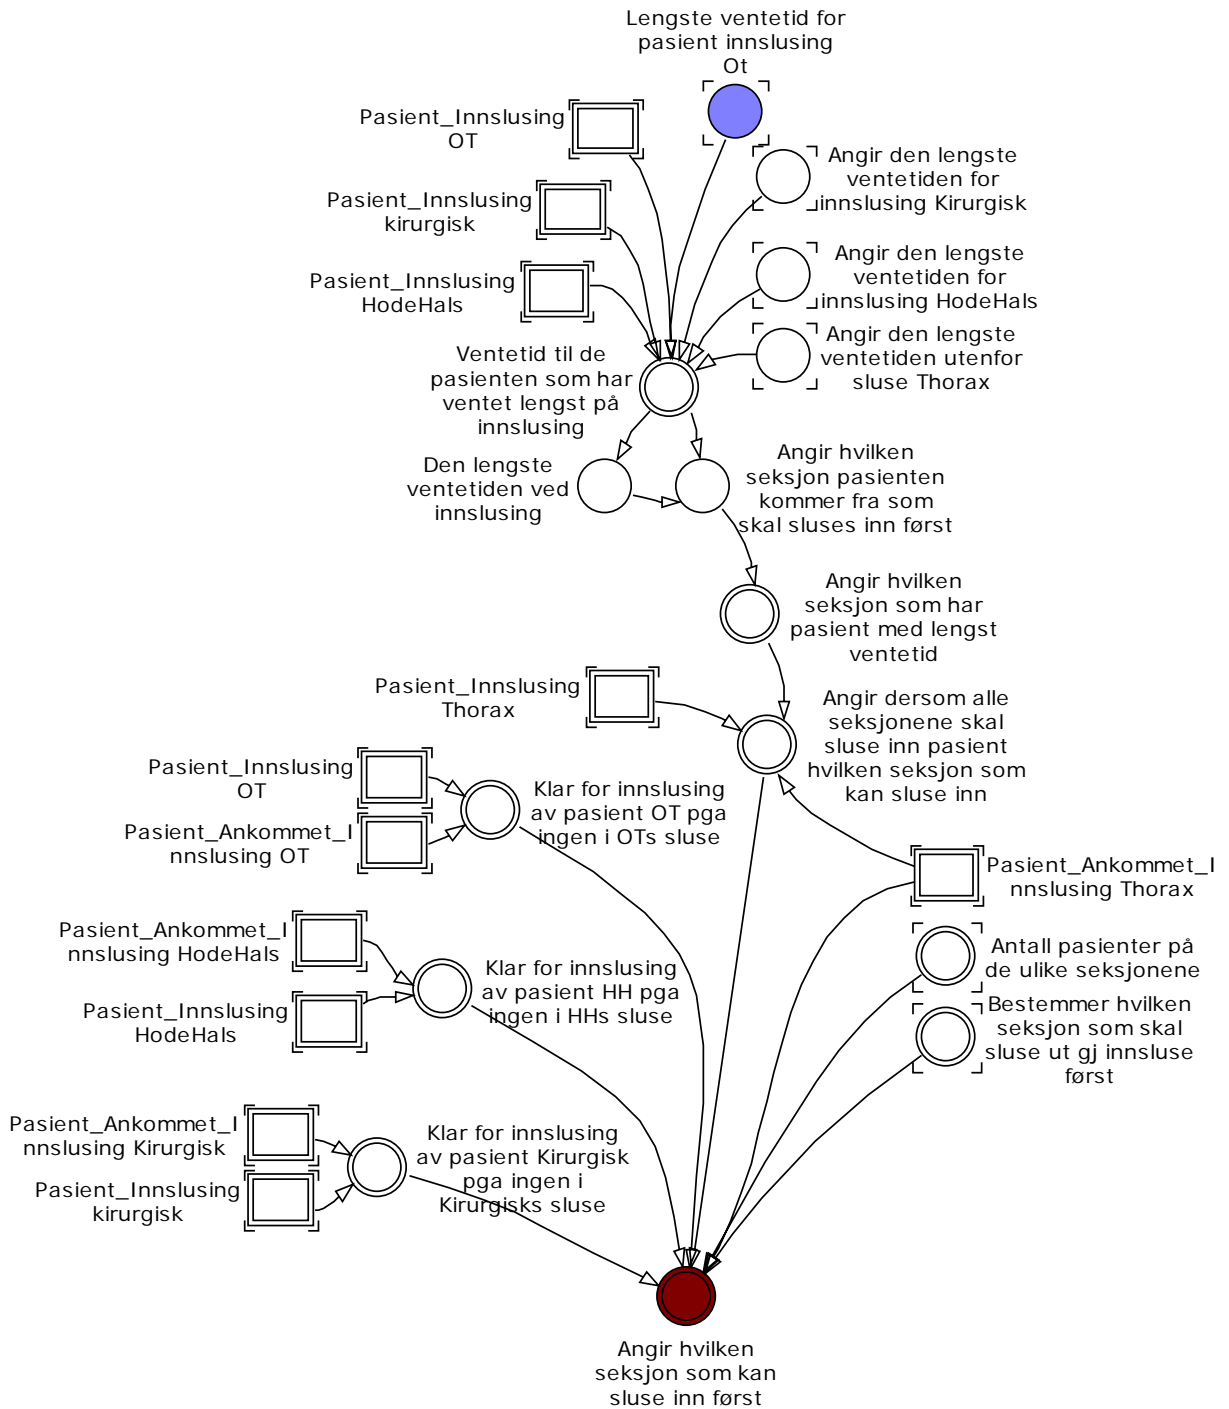 Lengste ventetid for
pasient innslusing
Ot
Pasient_Innslusing
OT
Angir den lengste
ventetiden for
innslusing Kirurgisk
Pasient_Innslusing
kirurgisk
Angir den lengste
ventetiden for
innslusing HodeHals
Pasient_Innslusing
HodeHals
Angir den lengste
ventetiden utenfor
sluse Thorax
Ventetid til de
pasienten som har
ventet lengst på
innslusing
Den lengste
ventetiden ved
innslusing
Angir hvilken
seksjon pasienten
kommer fra som
skal sluses inn først
Angir hvilken
seksjon som har
pasient med lengst
ventetid
Pasient_Innslusing
Thorax
Angir dersom alle
seksjonene skal
sluse inn pasient
hvilken seksjon som
kan sluse inn
Pasient_Innslusing
OT
Pasient_Ankommet_I
nnslusing OT
Klar for innslusing
av pasient OT pga
ingen i OTs sluse
Pasient_Ankommet_I
nnslusing Thorax
Pasient_Ankommet_I
nnslusing HodeHals
Pasient_Innslusing
HodeHals
Klar for innslusing
av pasient HH pga
ingen i HHs sluse
Antall pasienter på
de ulike seksjonene
Bestemmer hvilken
seksjon som skal
sluse ut gj innsluse
først
Pasient_Ankommet_I
nnslusing Kirurgisk
Pasient_Innslusing
kirurgisk
Klar for innslusing
av pasient Kirurgisk
pga ingen i
Kirurgisks sluse
Angir hvilken
seksjon som kan
sluse inn først